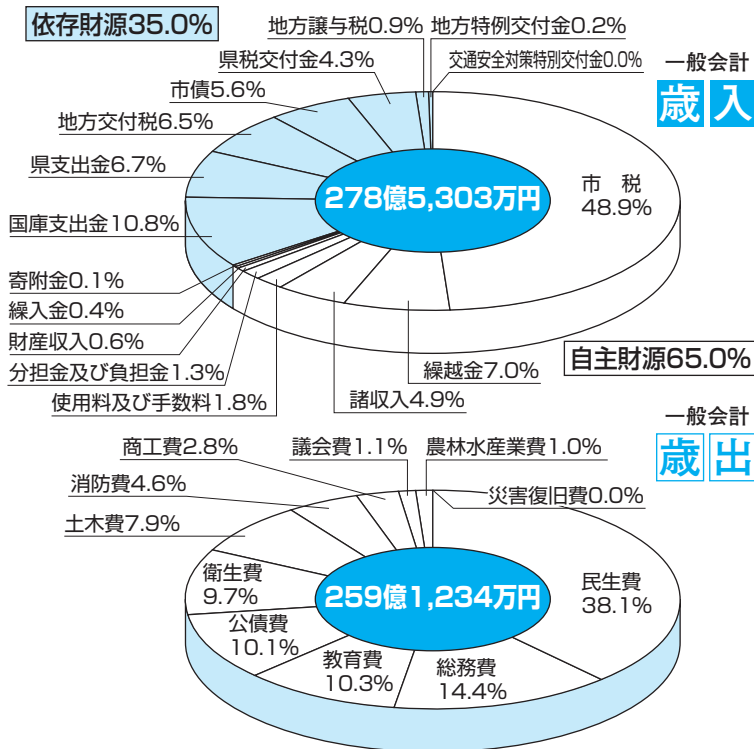 依存財源35.0%
地方譲与税0.9%
地方特例交付金0.2%
県税交付金4.3%
交通安全対策特別交付金0.0%
一般会計
歳入
市債5.6%
地方交付税6.5%
県支出金6.7%
国庫支出金10.8%
278億5,303万円
市 税
48.9%
寄附金0.1%
繰入金0.4%
財産収入0.6%
分担金及び負担金1.3%
使用料及び手数料1.8%
諸収入4.9%
繰越金7.0%
自主財源65.0%
一般会計
歳出
商工費2.8%
議会費1.1%
農林水産業費1.0%
消防費4.6%
災害復旧費0.0%
土木費7.9%
衛生費
9.7%
公債費
10.1%
教育費
10.3%
総務費
14.4%
民生費
38.1%
259億1,234万円